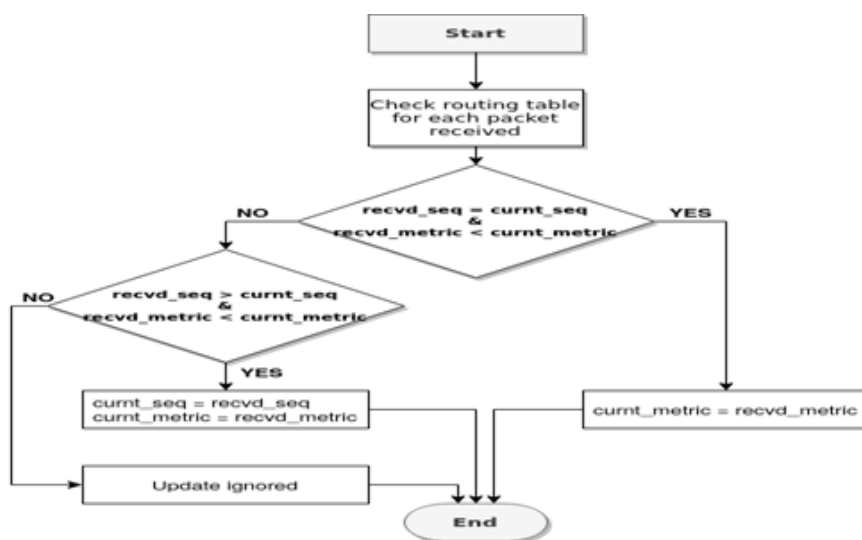 Start
Check routing table
for each packet
received
recvd_seq = curnt_seq
&
recvd_metric < curnt_metric
NO
YES
recvd_seq > curnt_seq
&
recvd_metric < curnt_metric
NO
YES
curnt_seq = recvd_seq
curnt_metric = recvd_metric
curnt_metric = recvd_metric
Update ignored
End